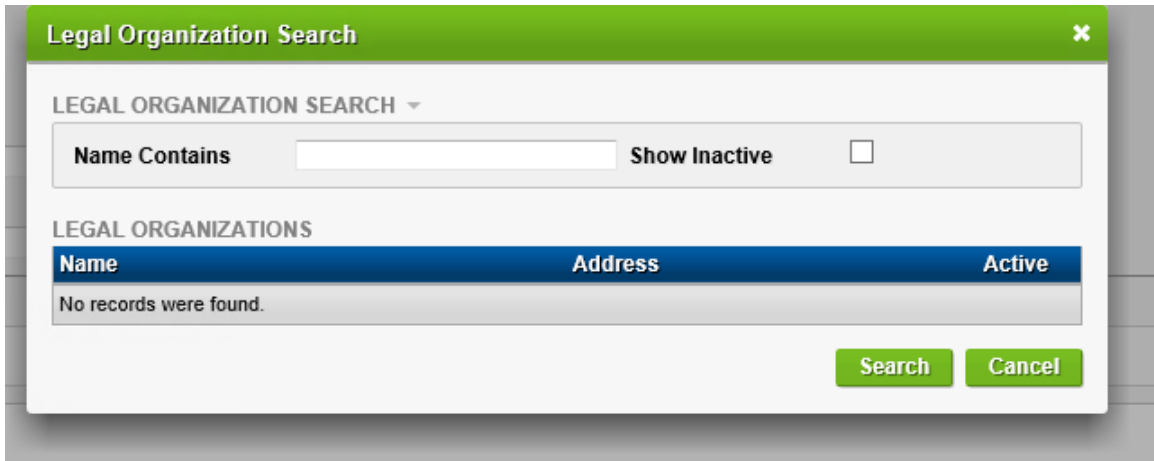 Legal Organization Search
LEGAL ORGANIZATION SEARCH
Name Contains Show Inactive
LEGAL ORGANIZATIONS
Name Address Active
No records were found.
Search Cancel